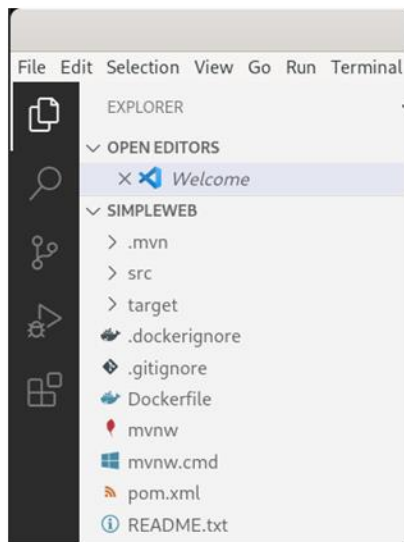 File Edit Selection View Go Run Terminal
EXPLORER
OPEN EDITORS
Welcome
SIMPLEWEB
.mvn
src
target
.dockerignore
.gitignore
Dockerfile
mvnw
mvnw.cmd
pom.xml
README.txt